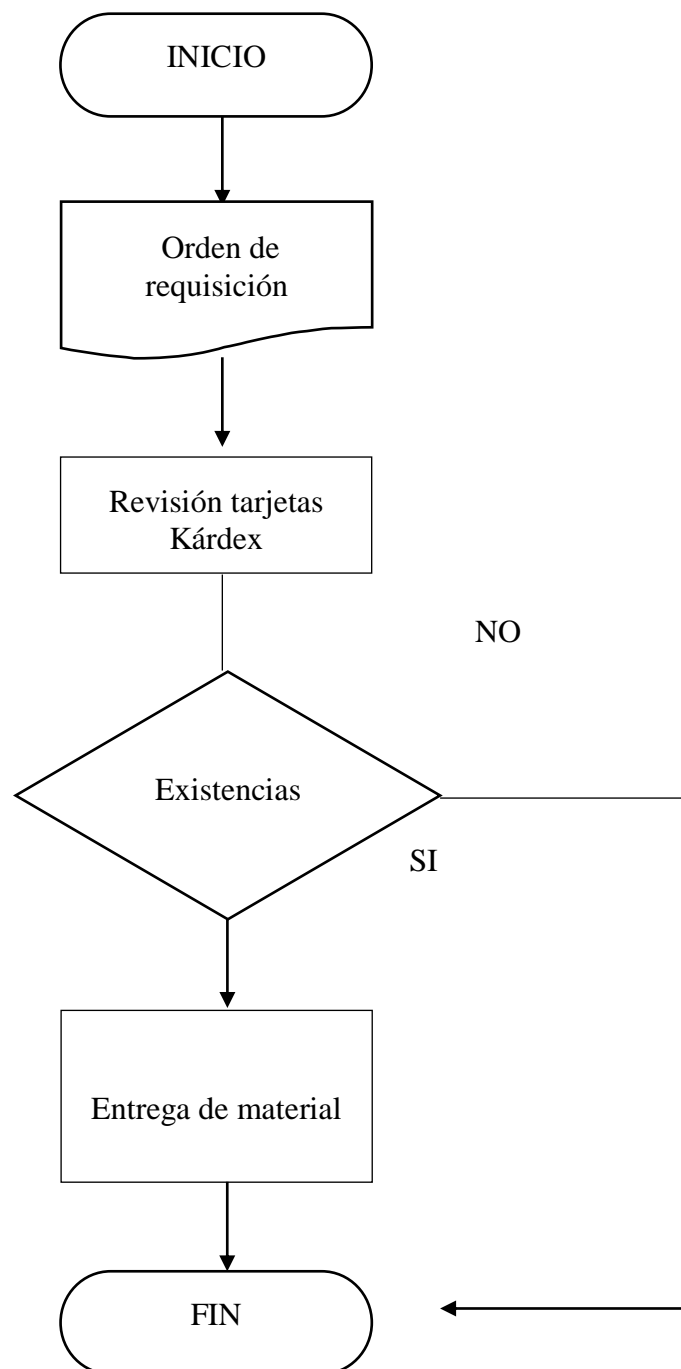 INICIO
Orden de
requisición
Revisión tarjetas
Kárdex
NO
Existencias
SI
Entrega de material
FIN